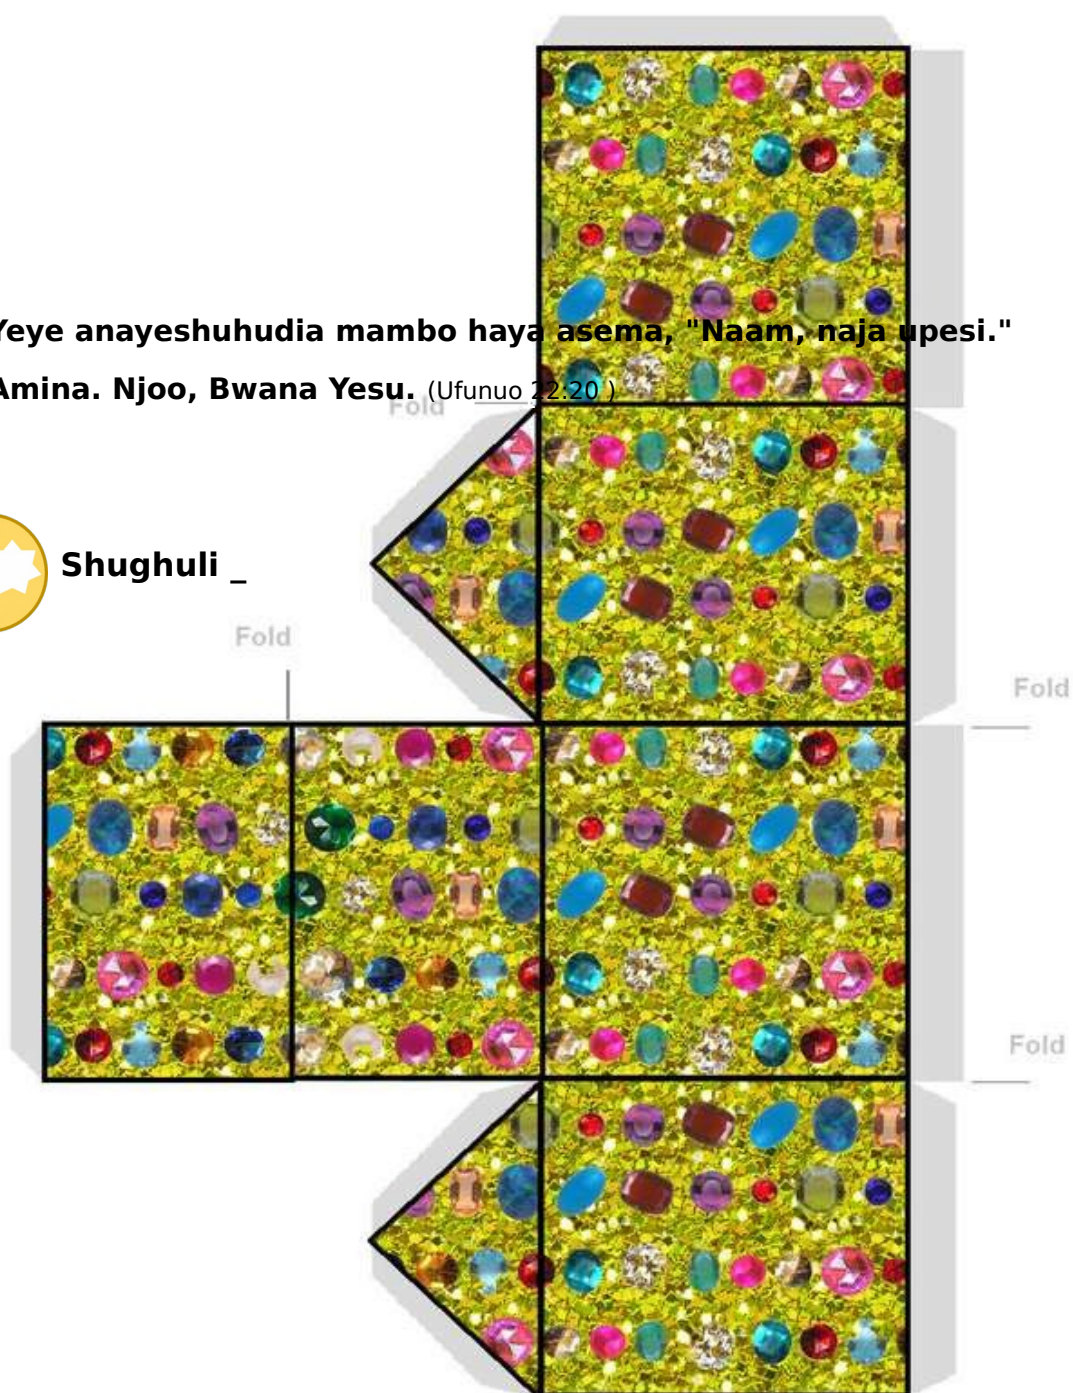 Yeye anayeshuhudia mambo haya asema, "Naam, naja upesi."
Amina. Njoo, Bwana Yesu. (Ufunuo 22:20 )
Fold
Shughuli _
Fold
Fold
Fold